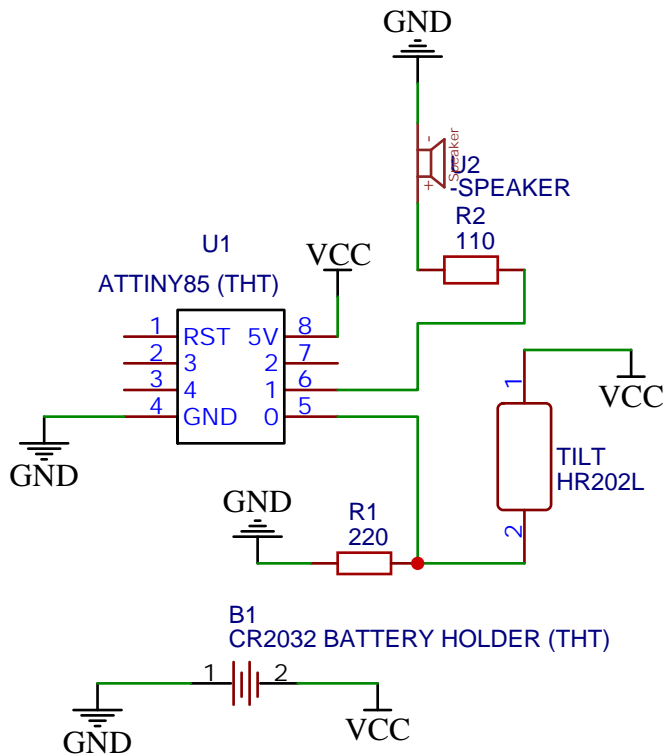 GND
-
Speaker
+
U2
-SPEAKER
R2
110
U1
VCC
ATTINY85 (THT)
1 RST 5V 8
2 3 2 7
3 4 1 6
4 GND 0 5
GND
1
VCC
TILT
HR202L
2
GND
R1
220
B1
CR2032 BATTERY HOLDER (THT)
1 2
GND
VCC